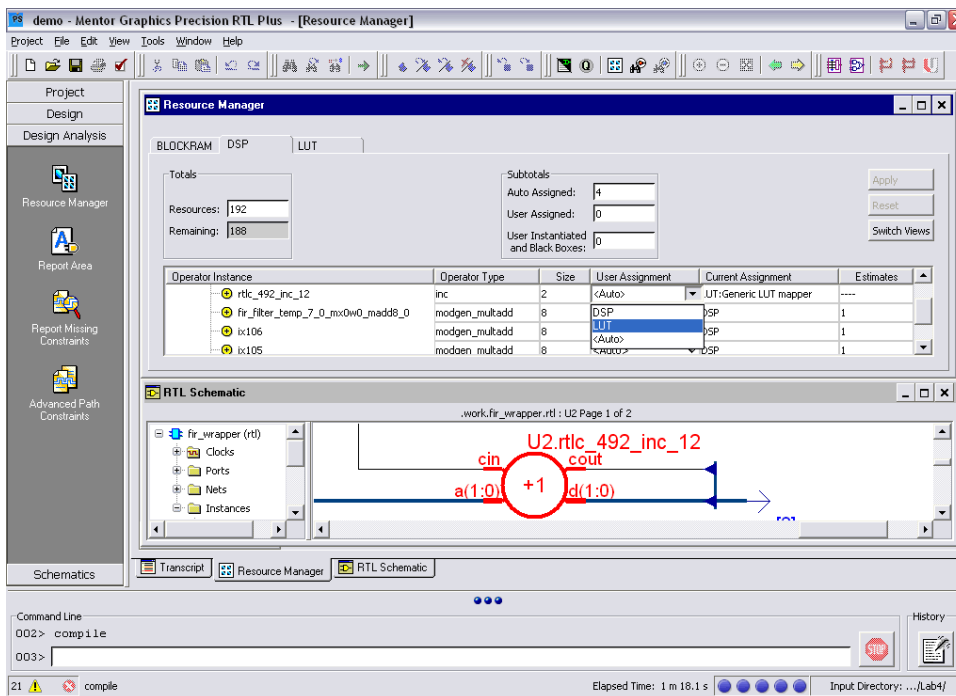 demo - Mentor Graphics Precision RTL Plus - [Resource Manager]
Project File Edit View Tools Window Help
Project
Design
Design Analysis
Resource Manager
Report Area
Report Missing
Constraints
Advanced Path
Constraints
Schematics
Resource Manager
BLOCKRAM DSP LUT
Totals
Resources: 192
Remaining: 188
Subtotals
Auto Assigned: 4
User Assigned: 0
User Instantiated
and Black Boxes: 0
Apply
Reset
Switch Views
Operator Instance Operator Type Size User Assignment Current Assignment Estimates
rtlc_492_inc_12 inc 2 <Auto> .UT:Generic LUT mapper ----
fir_filter_temp_7_0_mx0w0_madd8_0 modgen_multadd 8 DSP DSP 1
ix106 modgen_multadd 8 LUT DSP 1
<Auto>
ix105 modgen_multadd 8 <Auto> DSP 1
RTL Schematic
.work.fir_wrapper.rtl : U2 Page 1 of 2
fir_wrapper (rtl)
Clocks
Ports
Nets
Instances
U2.rtlc_492_inc_12
cin cout
+1
a(1:0) d(1:0)
Transcript Resource Manager RTL Schematic
Command Line
History
002> compile
003>
STOP
21 compile Elapsed Time: 1 m 18.1 s Input Directory: .../Lab4/